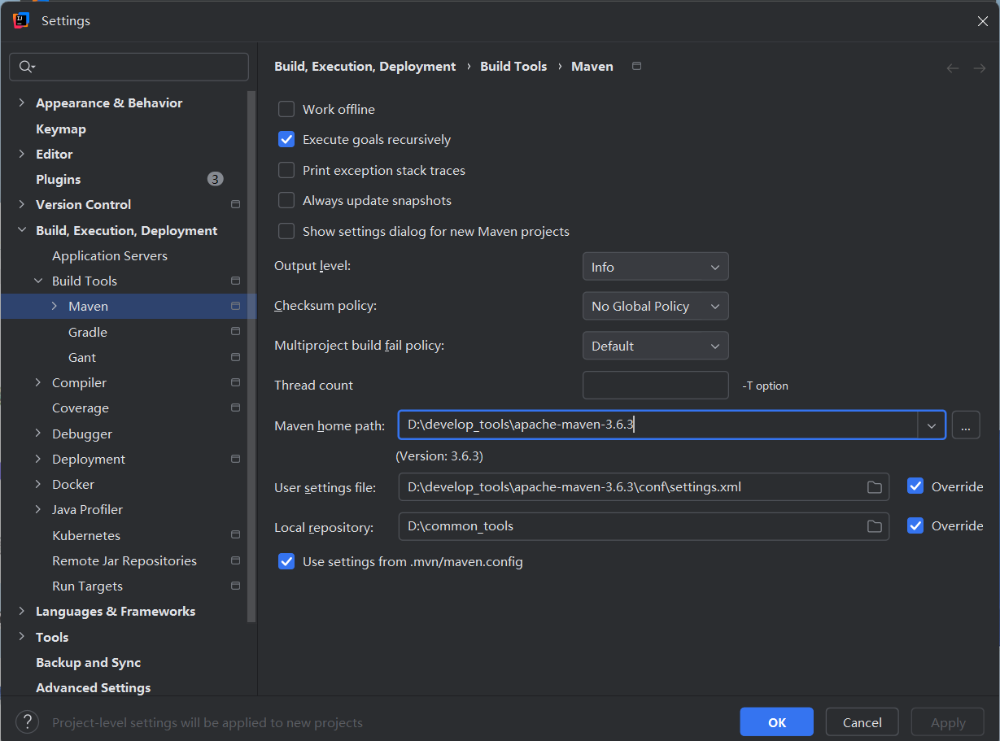 Settings
Build, Execution, Deployment › Build Tools › Maven
Appearance & Behavior
Keymap
Editor
Plugins 3
Version Control
Build, Execution, Deployment
Application Servers
Build Tools
Maven
Gradle
Gant
Compiler
Coverage
Debugger
Deployment
Docker
Java Profiler
Kubernetes
Remote Jar Repositories
Run Targets
Languages & Frameworks
Tools
Backup and Sync
Advanced Settings
Work offline
Execute goals recursively
Print exception stack traces
Always update snapshots
Show settings dialog for new Maven projects
Output level: Info
Checksum policy: No Global Policy
Multiproject build fail policy: Default
Thread count -T option
Maven home path: D:\develop_tools\apache-maven-3.6.3 ...
(Version: 3.6.3)
User settings file: D:\develop_tools\apache-maven-3.6.3\conf\settings.xml Override
Local repository: D:\common_tools Override
Use settings from .mvn/maven.config
? Project-level settings will be applied to new projects
OK Cancel Apply